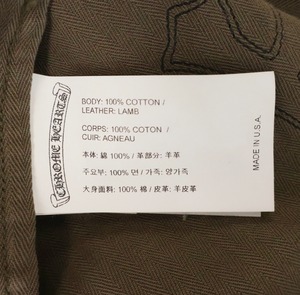 CHROME HEARTS
BODY: 100% COTTON /
LEATHER: LAMB
CORPS: 100% COTON /
CUIR: AGNEAU
本体: 綿 100% / 革部分: 羊革
주요부: 100% 면 / 가죽: 양가죽
大身面料: 100% 棉 / 皮革: 羊皮革
MADE IN U.S.A.